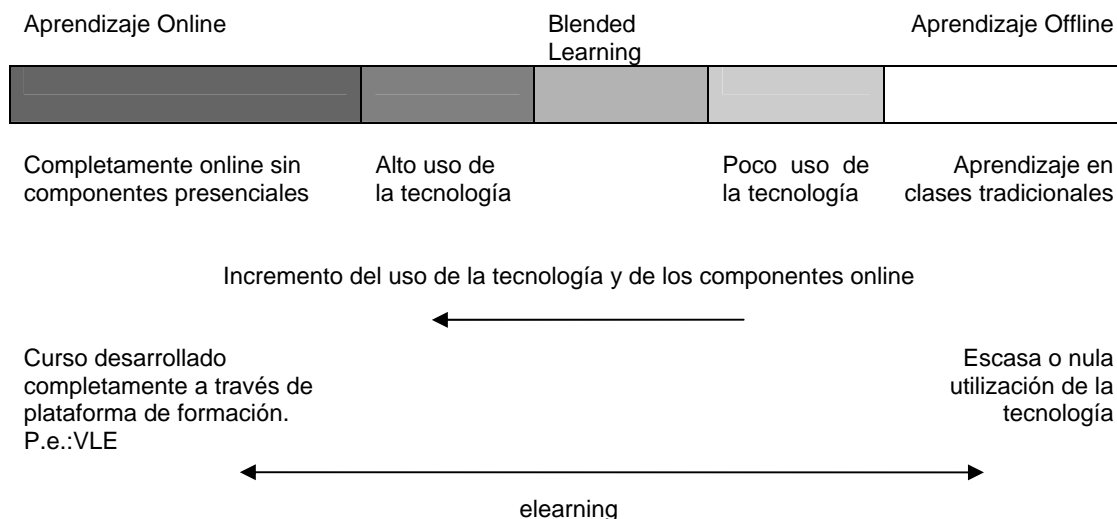 Aprendizaje Online
Blended
Learning
Aprendizaje Offline
Completamente online sin
componentes presenciales
Alto uso de
la tecnología
Poco uso de
la tecnología
Aprendizaje en
clases tradicionales
Incremento del uso de la tecnología y de los componentes online
Curso desarrollado
completamente a través de
plataforma de formación.
P.e.:VLE
Escasa o nula
utilización de la
tecnología
elearning